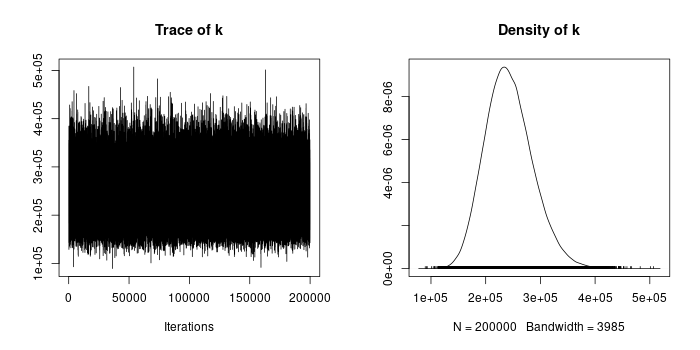 Trace of k
5e+05
4e+05
3e+05
2e+05
1e+05
0 50000 100000 150000 200000
Iterations
Density of k
8e-06
6e-06
4e-06
0e+00
1e+05 2e+05 3e+05 4e+05 5e+05
N = 200000 Bandwidth = 3985